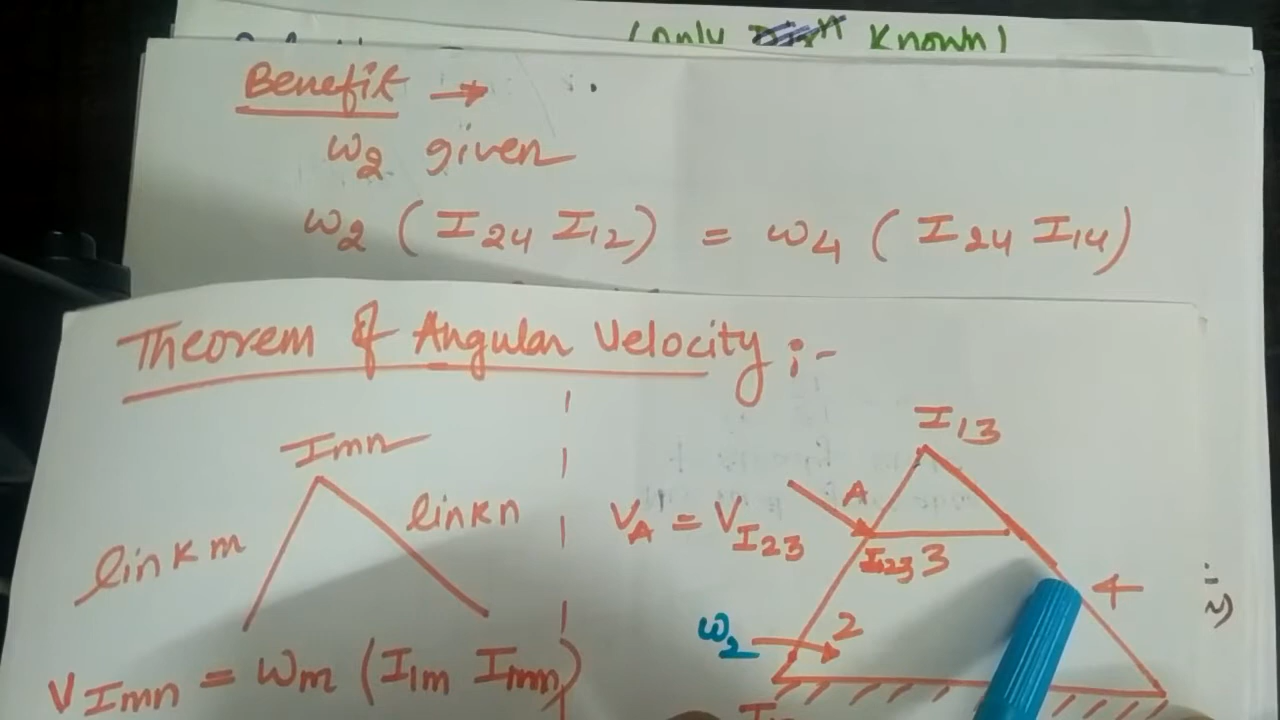 (only Known)
Benefit →
ω2 given
ω2 (I24 I12) = ω4 (I24 I14)
Theorem of Angular Velocity ;-
Imn
link m
link n
VImn = ωm (I1m Imn)
I13
A
VA = VI23
I23 3
4
ω2
2